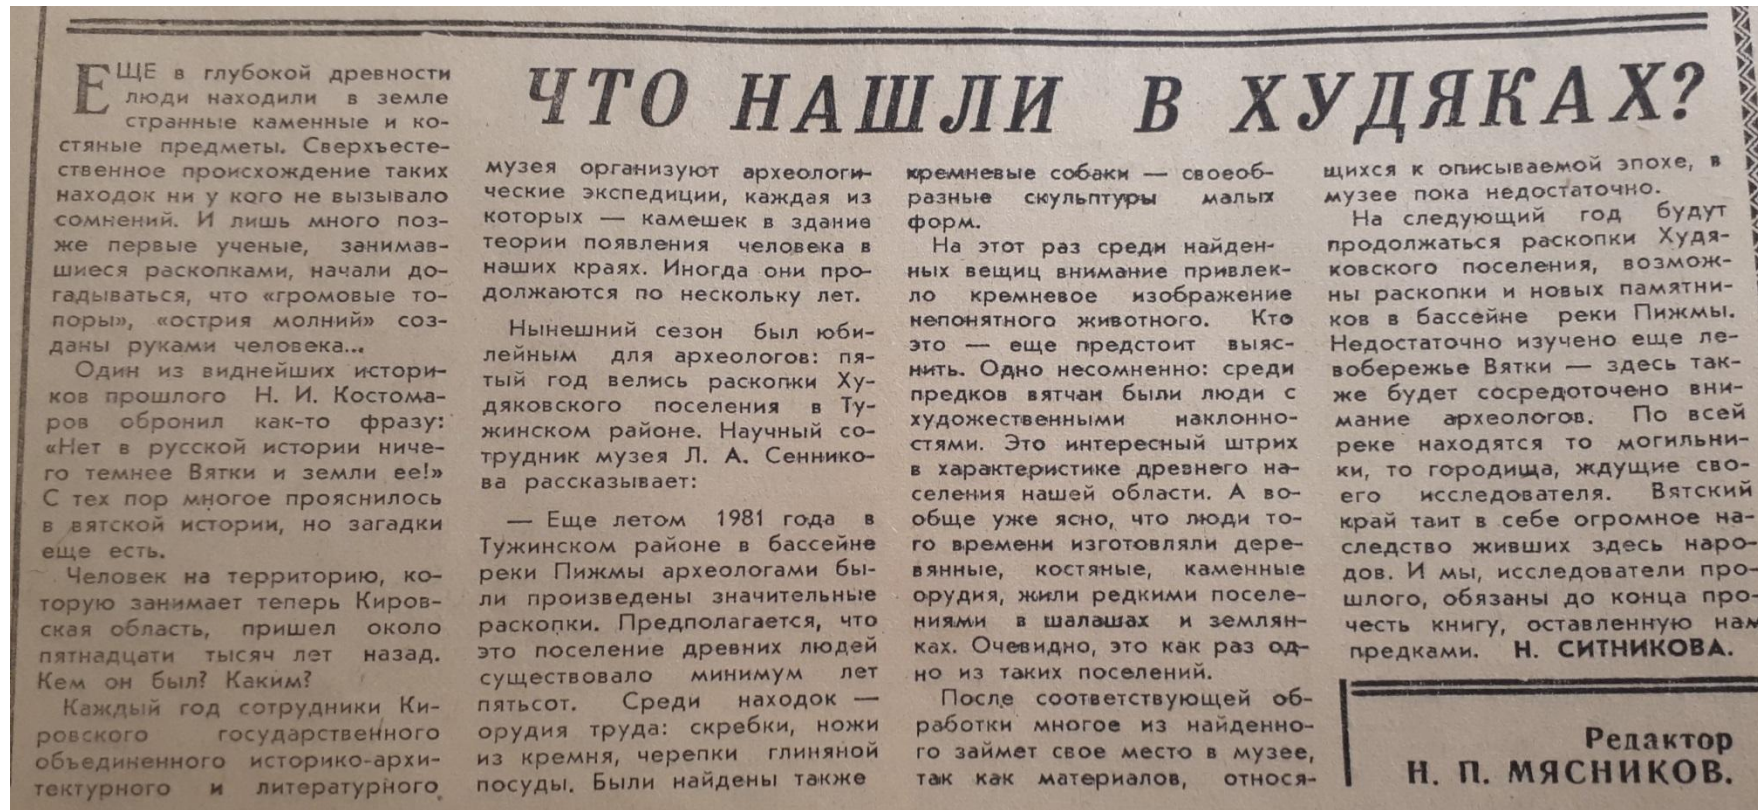 ЧТО НАШЛИ В ХУДЯКАХ?
ЕЩЕ в глубокой древности
люди находили в земле
странные каменные и ко-
стяные предметы. Сверхъесте-
ственное происхождение таких
находок ни у кого не вызывало
сомнений. И лишь много поз-
же первые ученые, занимав-
шиеся раскопками, начали до-
гадываться, что «громовые то-
поры», «острия молний» соз-
даны руками человека...
Один из виднейших истори-
ков прошлого Н. И. Костома-
ров обронил как-то фразу:
«Нет в русской истории ниче-
го темнее Вятки и земли ее!»
С тех пор многое прояснилось
в вятской истории, но загадки
еще есть.
Человек на территорию, ко-
торую занимает теперь Киров-
ская область, пришел около
пятнадцати тысяч лет назад.
Кем он был? Каким?
Каждый год сотрудники Ки-
ровского государственного
объединенного историко-архи-
тектурного и литературного
музея организуют археологи-
ческие экспедиции, каждая из
которых — камешек в здание
теории появления человека в
наших краях. Иногда они про-
должаются по нескольку лет.
Нынешний сезон был юби-
лейным для археологов: пя-
тый год велись раскопки Ху-
дяковского поселения в Ту-
жинском районе. Научный со-
трудник музея Л. А. Сеннико-
ва рассказывает:
— Еще летом 1981 года в
Тужинском районе в бассейне
реки Пижмы археологами бы-
ли произведены значительные
раскопки. Предполагается, что
это поселение древних людей
существовало минимум лет
пятьсот. Среди находок —
орудия труда: скребки, ножи
из кремня, черепки глиняной
посуды. Были найдены также
кремневые собаки — своеоб-
разные скульптуры малых
форм.
На этот раз среди найден-
ных вещиц внимание привлек-
ло кремневое изображение
непонятного животного. Кто
это — еще предстоит выяс-
нить. Одно несомненно: среди
предков вятчан были люди с
художественными наклонно-
стями. Это интересный штрих
в характеристике древнего на-
селения нашей области. А во-
обще уже ясно, что люди то-
го времени изготовляли дере-
вянные, костяные, каменные
орудия, жили редкими поселе-
ниями в шалашах и землян-
ках. Очевидно, это как раз од-
но из таких поселений.
После соответствующей об-
работки многое из найденно-
го займет свое место в музее,
так как материалов, относя-
щихся к описываемой эпохе, в
музее пока недостаточно.
На следующий год будут
продолжаться раскопки Худя-
ковского поселения, возмож-
ны раскопки и новых памятни-
ков в бассейне реки Пижмы.
Недостаточно изучено еще ле-
вобережье Вятки — здесь так-
же будет сосредоточено вни-
мание археологов. По всей
реке находятся то могильни-
ки, то городища, ждущие сво-
его исследователя. Вятский
край таит в себе огромное на-
следство живших здесь наро-
дов. И мы, исследователи про-
шлого, обязаны до конца про-
честь книгу, оставленную нам
предками. Н. СИТНИКОВА.
Редактор
Н. П. МЯСНИКОВ.